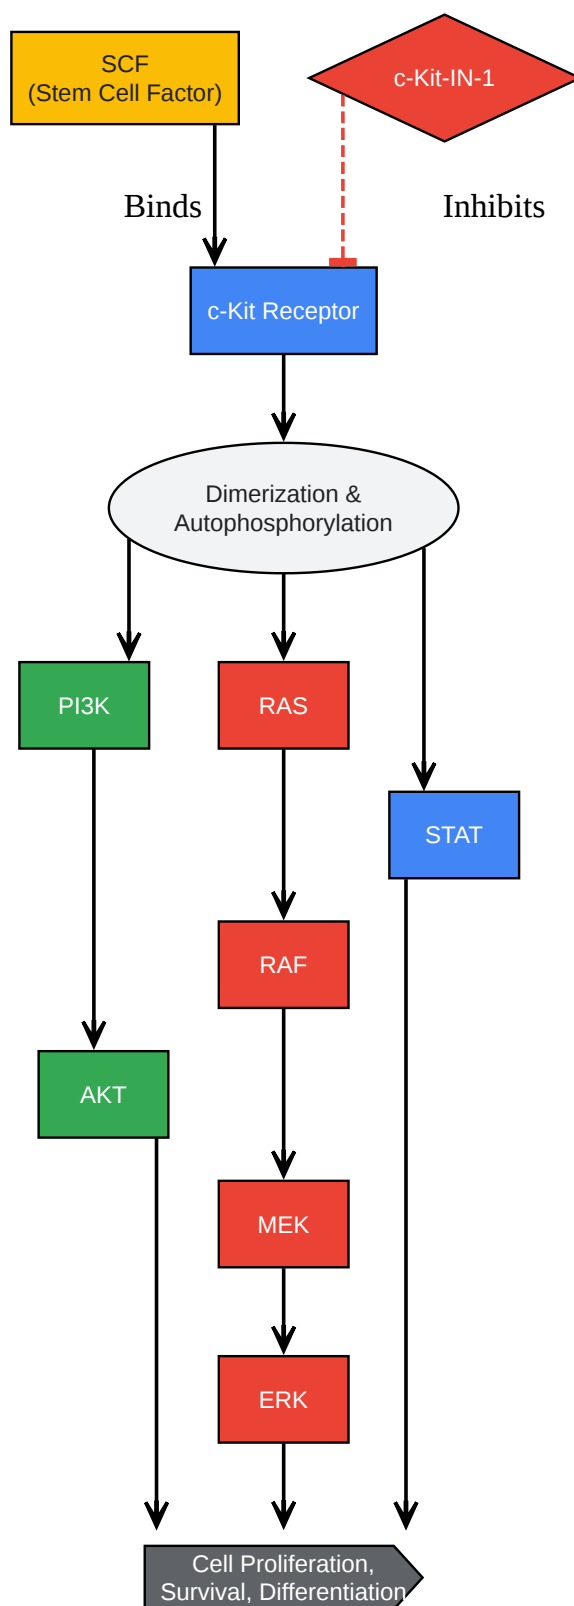 SCF
(Stem Cell Factor)
c-Kit-IN-1
Binds
Inhibits
c-Kit Receptor
Dimerization &
Autophosphorylation
PI3K
RAS
STAT
RAF
AKT
MEK
ERK
Cell Proliferation,
Survival, Differentiation